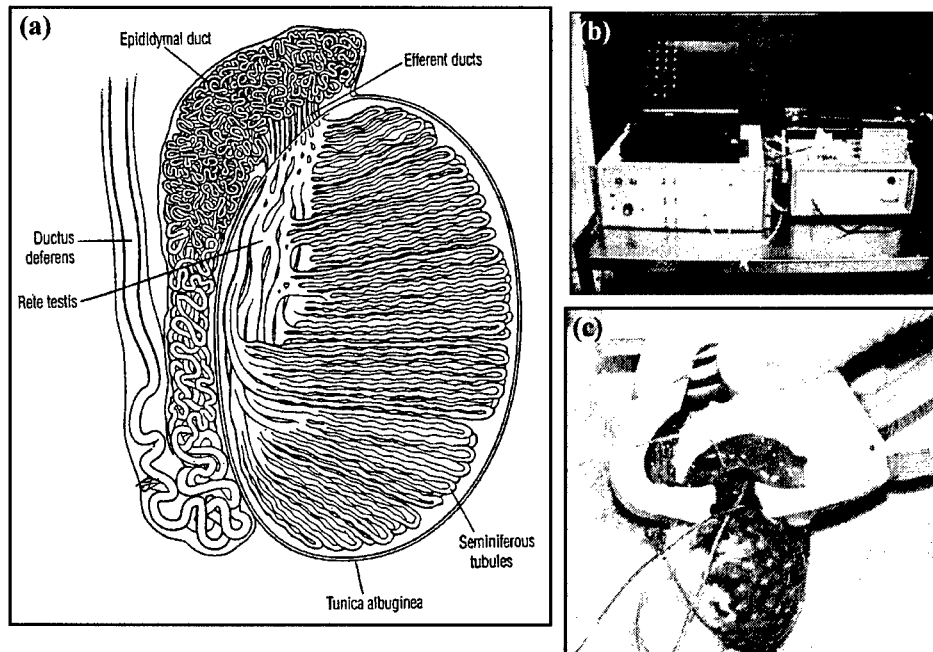 (a)
Epididymal duct
Efferent ducts
Ductus
deferens
Rete testis
Seminiferous
tubules
Tunica albuginea
(b)
(c)